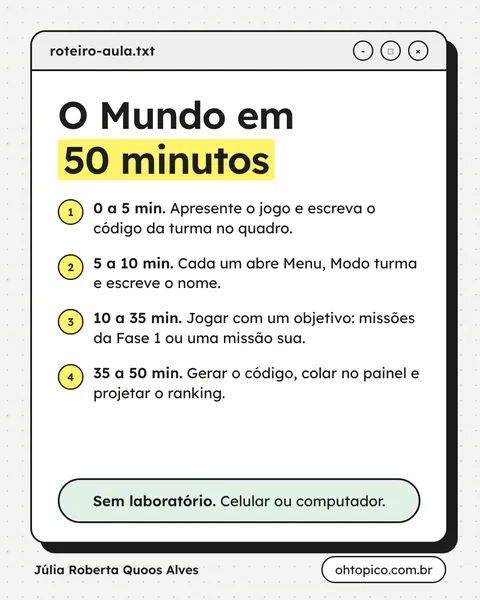 roteiro-aula.txt
O Mundo em
50 minutos
1 0 a 5 min. Apresente o jogo e escreva o
código da turma no quadro.
2 5 a 10 min. Cada um abre Menu, Modo turma
e escreve o nome.
3 10 a 35 min. Jogar com um objetivo: missões
da Fase 1 ou uma missão sua.
4 35 a 50 min. Gerar o código, colar no painel e
projetar o ranking.
Sem laboratório. Celular ou computador.
Júlia Roberta Quoos Alves
ohtopico.com.br